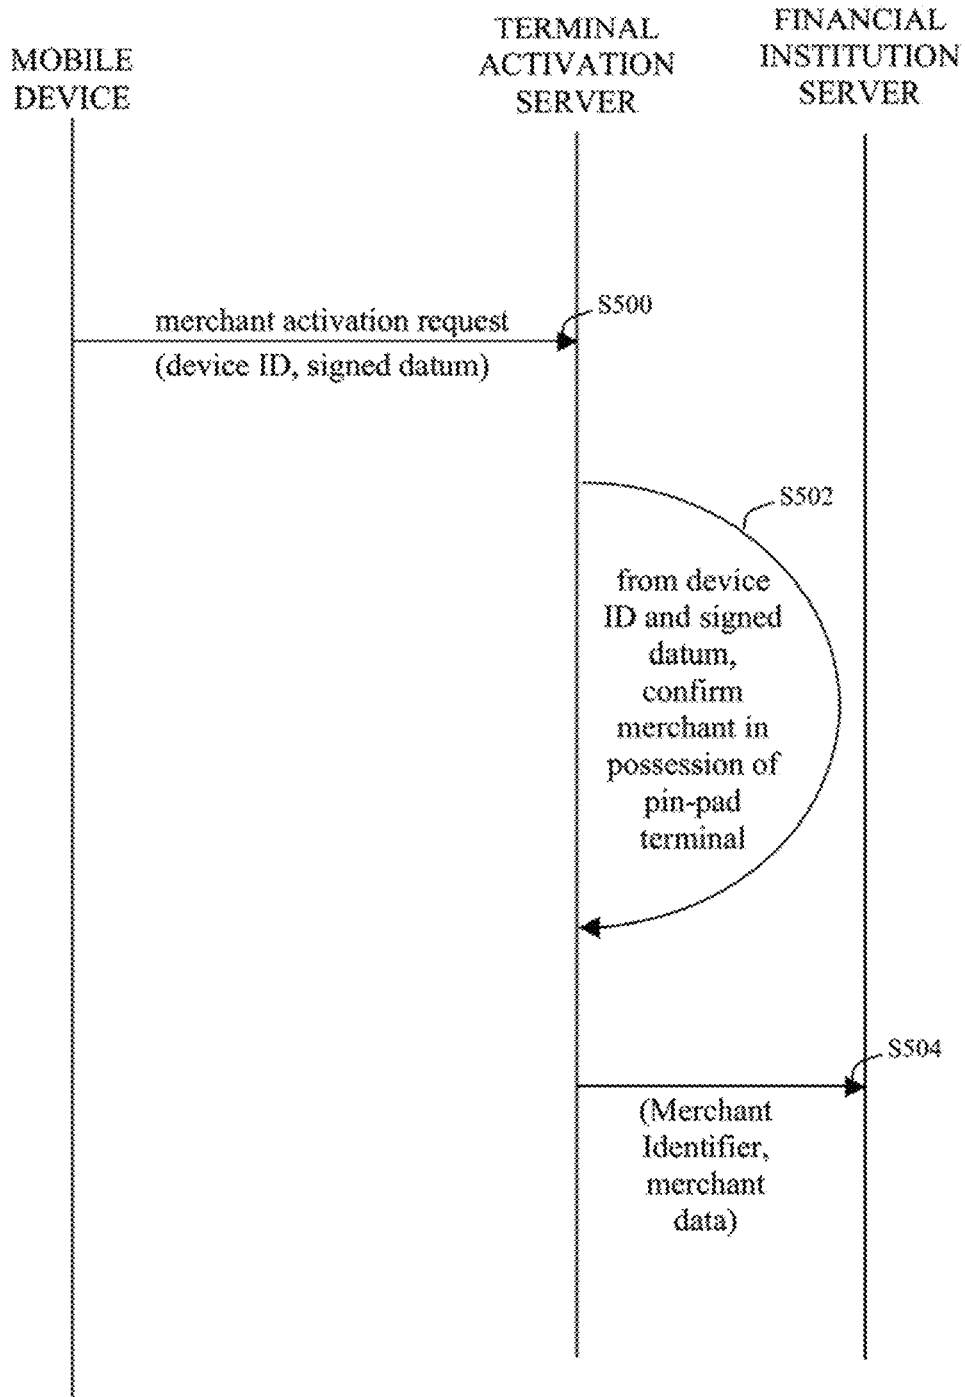 MOBILE
DEVICE
TERMINAL
ACTIVATION
SERVER
FINANCIAL
INSTITUTION
SERVER
S500
merchant activation request
(device ID, signed datum)
S502
from device
ID and signed
datum,
confirm
merchant in
possession of
pin-pad
terminal
S504
(Merchant
Identifier,
merchant
data)